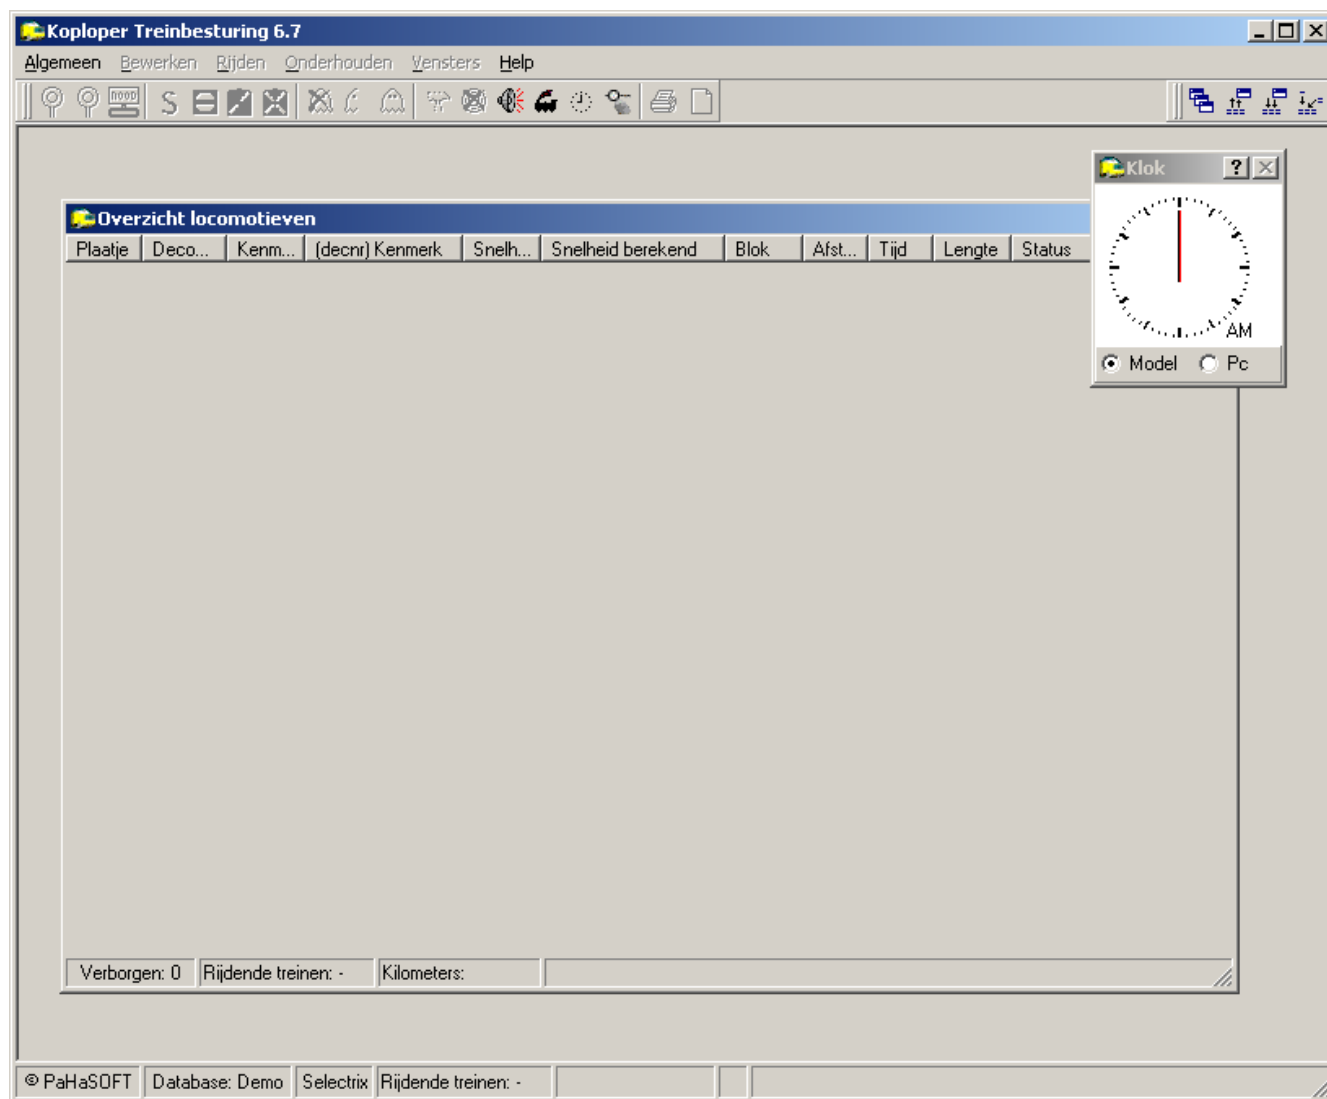 Koploper Treinbesturing 6.7
Algemeen Bewerken Rijden Onderhouden Vensters Help
noop S
Klok ?
Overzicht locomotieven
Plaatje Deco... Kenm... (decnr) Kenmerk Snelh... Snelheid berekend Blok Afst... Tijd Lengte Status
AM
Model Pc
Verborgen: 0 Rijdende treinen: - Kilometers:
© PaHaSOFT Database: Demo Selectrix Rijdende treinen: -